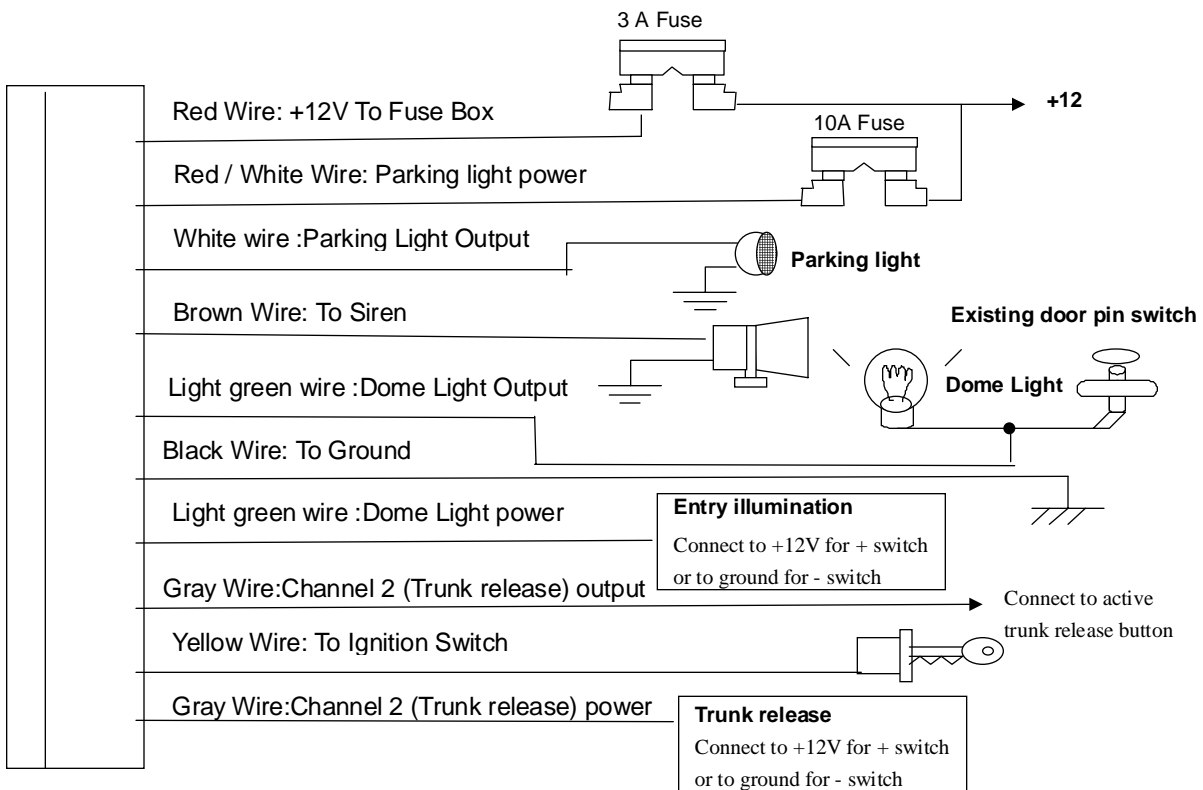 3 A Fuse
Red Wire: +12V To Fuse Box
+12
10A Fuse
Red / White Wire: Parking light power
White wire :Parking Light Output
Parking light
Brown Wire: To Siren
Existing door pin switch
Light green wire :Dome Light Output
Dome Light
Black Wire: To Ground
Light green wire :Dome Light power
Entry illumination
Connect to +12V for + switch
or to ground for - switch
Gray Wire:Channel 2 (Trunk release) output
Connect to active
trunk release button
Yellow Wire: To Ignition Switch
Gray Wire:Channel 2 (Trunk release) power
Trunk release
Connect to +12V for + switch
or to ground for - switch